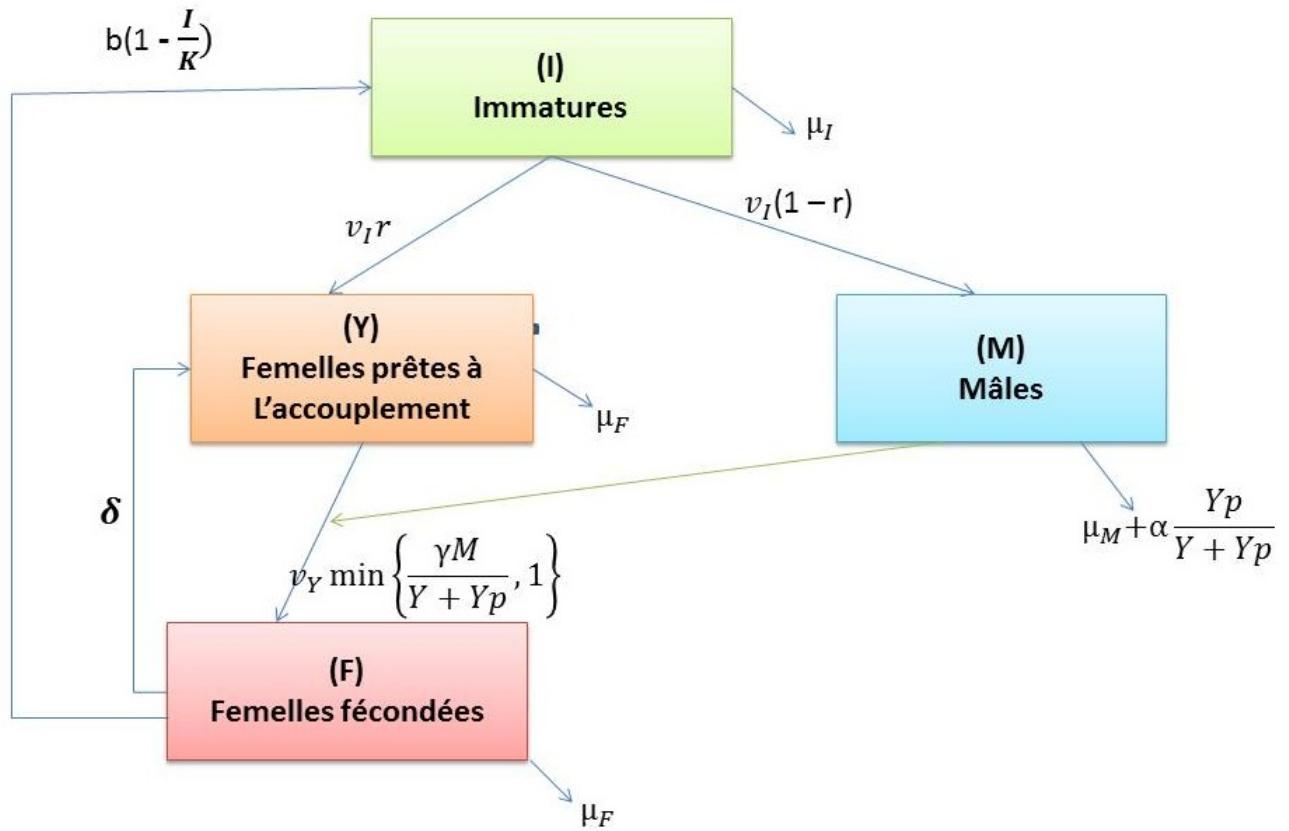 b(1 - I/K)
(I)
Immatures
μ_I
v_I r
v_I(1 – r)
(Y)
Femelles prêtes à
L’accouplement
μ_F
(M)
Mâles
δ
μ_M+α Yp/(Y + Yp)
v_Y min{γM/(Y + Yp), 1}
(F)
Femelles fécondées
μ_F